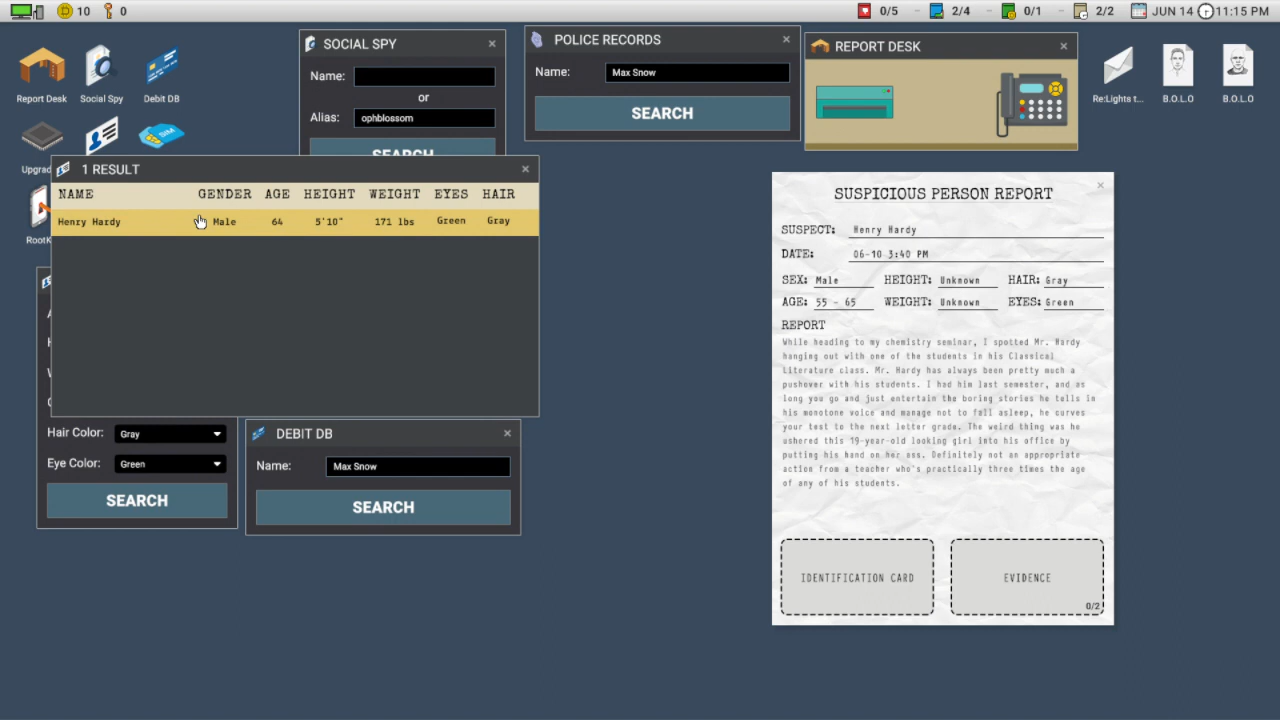 10 0 0/5 - 2/4 - 0/1 - 2/2 JUN 14 11:15 PM
Report Desk
Social Spy
Debit DB
Upgrad
RootK
SOCIAL SPY
Name:
or
Alias: ophblossom
SEARCH
POLICE RECORDS
Name: Max Snow
SEARCH
REPORT DESK
Re:Lights t...
B.O.L.O
B.O.L.O
1 RESULT
NAME GENDER AGE HEIGHT WEIGHT EYES HAIR
Henry Hardy Male 64 5'10" 171 lbs Green Gray
Hair Color: Gray
Eye Color: Green
SEARCH
DEBIT DB
Name: Max Snow
SEARCH
SUSPICIOUS PERSON REPORT
SUSPECT: Henry Hardy
DATE: 06-10 3:40 PM
SEX: Male HEIGHT: Unknown HAIR: Gray
AGE: 55 - 65 WEIGHT: Unknown EYES: Green
REPORT
While heading to my chemistry seminar, I spotted Mr. Hardy
hanging out with one of the students in his Classical
Literature class. Mr. Hardy has always been pretty much a
pushover with his students. I had him last semester, and as
long you go and just entertain the boring stories he tells in
his monotone voice and manage not to fall asleep, he curves
your test to the next letter grade. The weird thing was he
ushered this 19-year-old looking girl into his office by
putting his hand on her ass. Definitely not an appropriate
action from a teacher who's practically three times the age
of any of his students.
IDENTIFICATION CARD
EVIDENCE
0/2